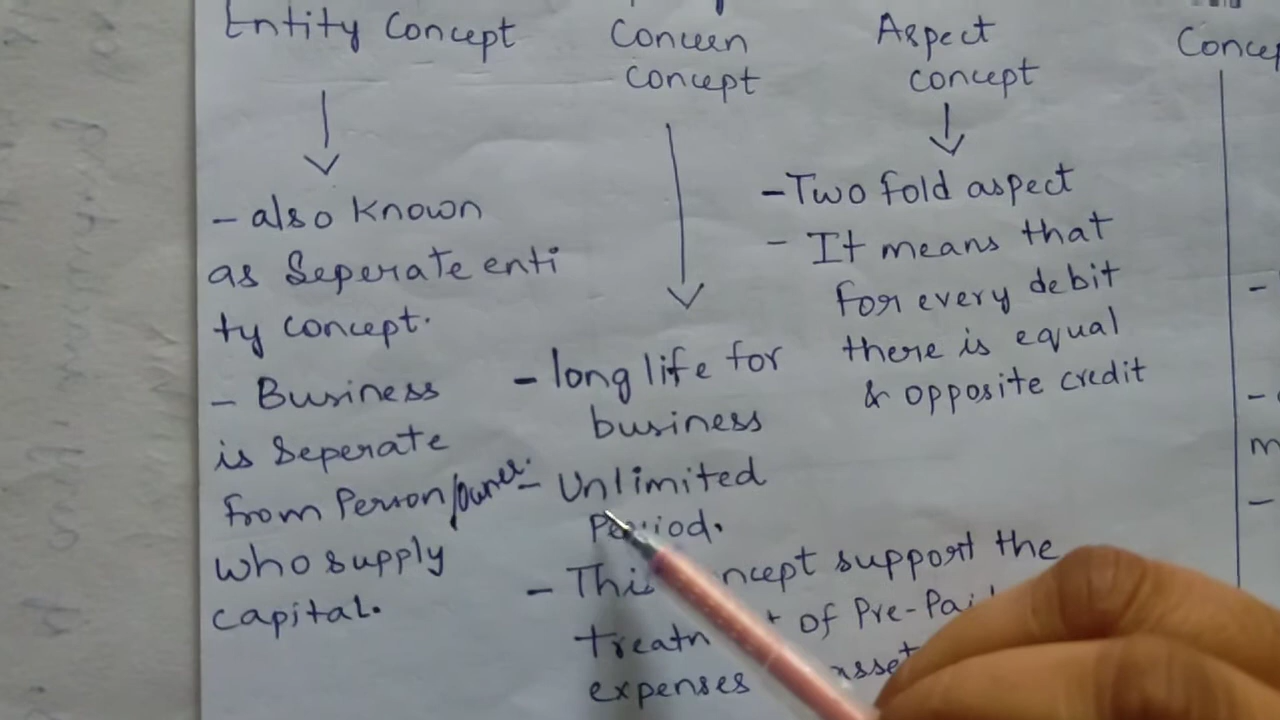 Entity Concept
- also known
as Seperate enti
ty concept.
- Business
is Seperate
from Person/owner.
who supply
capital.
Concern
concept
- long life for
business
- Unlimited
Period.
- This concept support the
treatment of Pre-Paid
expenses asset
Aspect
concept
- Two fold aspect
- It means that
for every debit
there is equal
& opposite credit